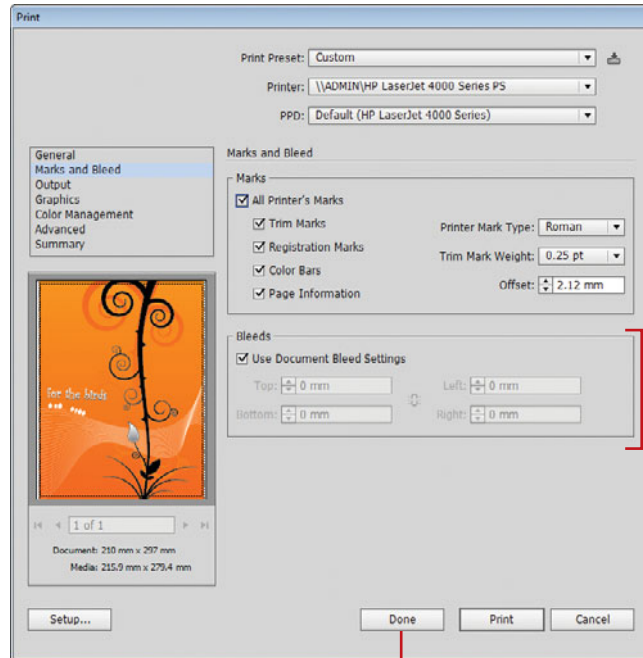 Print
Print Preset: Custom
Printer: \\ADMIN\HP LaserJet 4000 Series PS
PPD: Default (HP LaserJet 4000 Series)
General
Marks and Bleed
Output
Graphics
Color Management
Advanced
Summary
Marks and Bleed
Marks
All Printer's Marks
Trim Marks
Registration Marks
Color Bars
Page Information
Printer Mark Type: Roman
Trim Mark Weight: 0.25 pt
Offset: 2.12 mm
Bleeds
Use Document Bleed Settings
Top: 0 mm
Left: 0 mm
Bottom: 0 mm
Right: 0 mm
for the birds
1 of 1
Document: 210 mm x 297 mm
Media: 215.9 mm x 279.4 mm
Setup...
Done
Print
Cancel